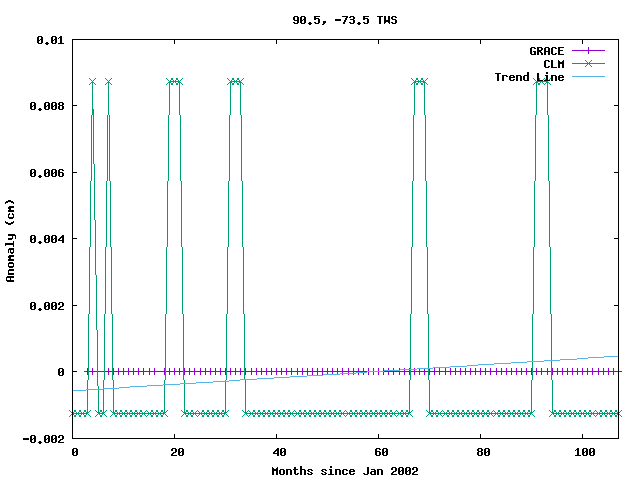 90.5, -73.5 TWS
0.01
GRACE
CLM
Trend Line
0.008
0.006
0.004
0.002
0
-0.002
Anomaly (cm)
0 20 40 60 80 100
Months since Jan 2002